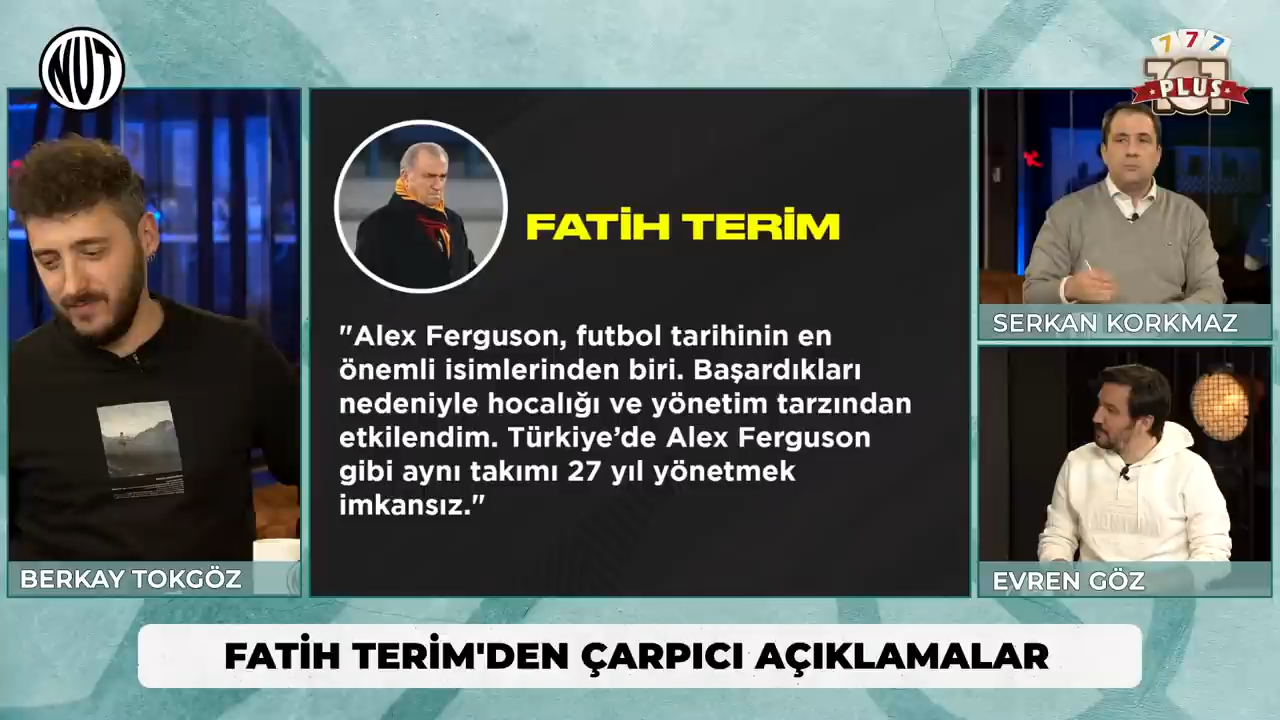 NUT
777
101
PLUS
FATİH TERİM
"Alex Ferguson, futbol tarihinin en
önemli isimlerinden biri. Başardıkları
nedeniyle hocalığı ve yönetim tarzından
etkilendim. Türkiye’de Alex Ferguson
gibi aynı takımı 27 yıl yönetmek
imkansız."
BERKAY TOKGÖZ
SERKAN KORKMAZ
EVREN GÖZ
FATİH TERİM'DEN ÇARPICI AÇIKLAMALAR